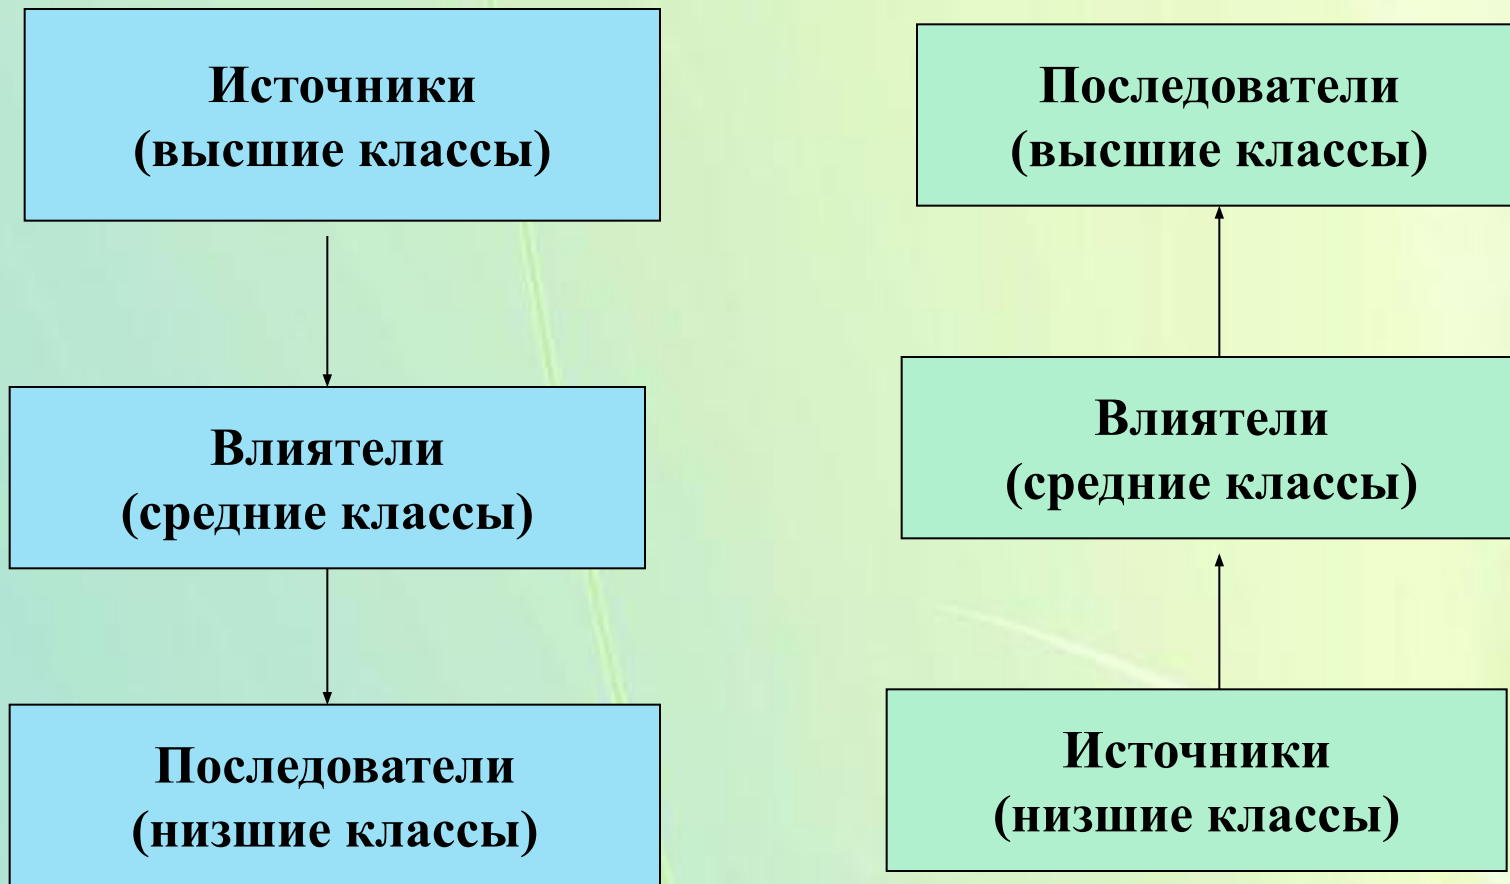 Источники
(высшие классы)
Влиятели
(средние классы)
Последователи
(низшие классы)
Последователи
(высшие классы)
Влиятели
(средние классы)
Источники
(низшие классы)